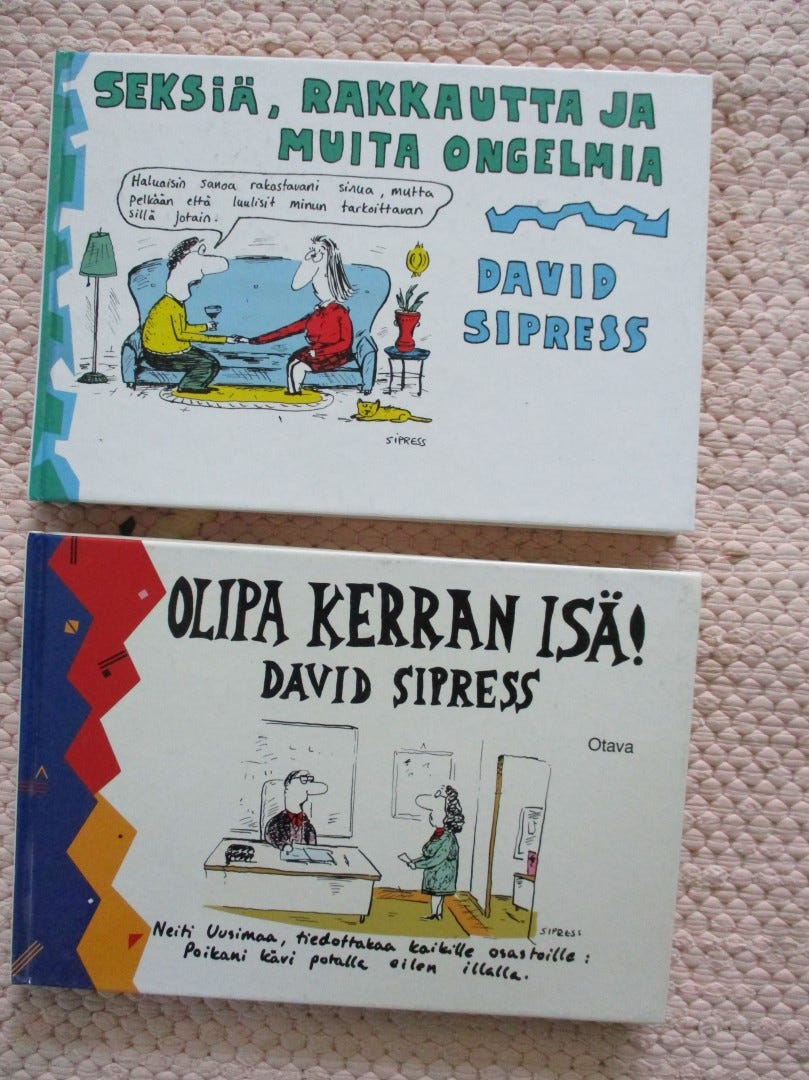 SEKSIÄ, RAKKAUTTA JA
MUITA ONGELMIA
Haluaisin sanoa rakastavani sinua, mutta
pelkään että luulisit minun tarkoittavan
sillä jotain.
DAVID
SIPRESS
SIPRESS
OLIPA KERRAN ISÄ!
DAVID SIPRESS
Otava
SIPRESS
Neiti Uusimaa, tiedottakaa kaikille osastoille:
Poikani kävi potalla eilen illalla.